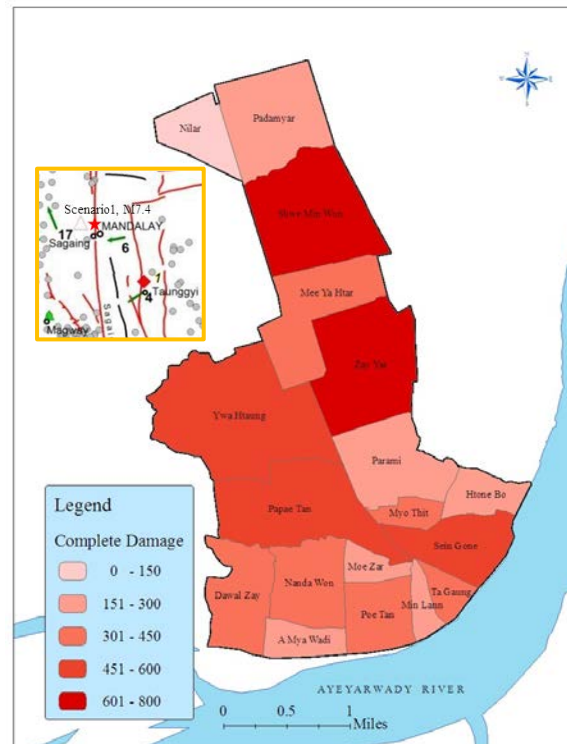 Nilar
Padamyar
Shwe Min Won
Scenario1, M7.4
MANDALAY
Sagaing
17
6
4
Taunggyi
Magway
Sagai
Mee Ya Htar
Zay Yar
Ywa Htaung
Parami
Htone Bo
Papae Tan
Myo Thit
Sein Gone
Moe Zar
Nanda Won
Dawal Zay
Ta Gaung
Min Lann
Poe Tan
A Mya Wadi
Legend
Complete Damage
0 - 150
151 - 300
301 - 450
451 - 600
601 - 800
AYEYARWADY RIVER
0 0.5 1
Miles